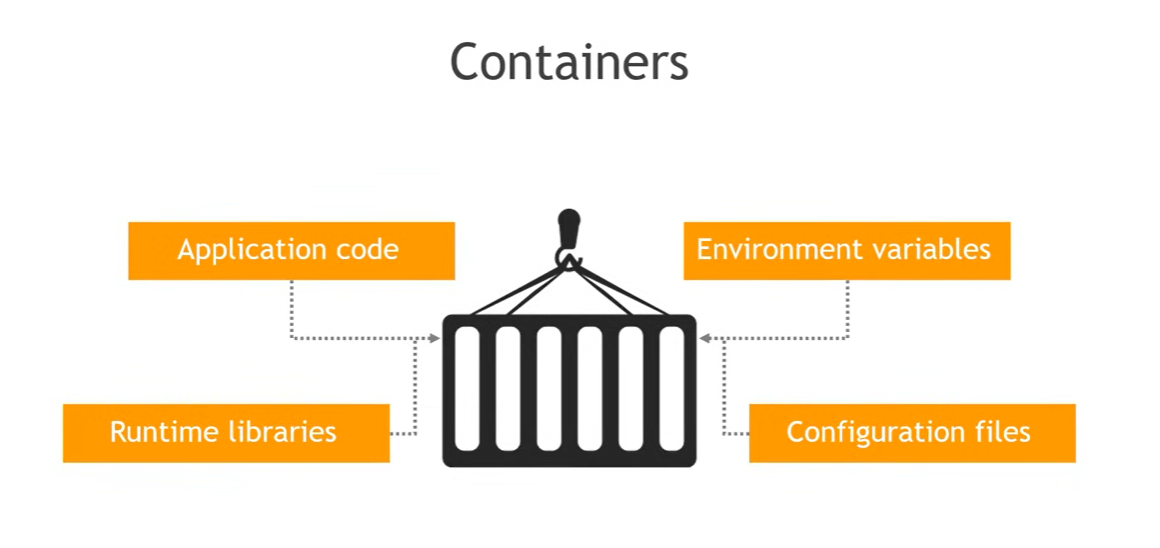 Containers
Application code
Environment variables
Runtime libraries
Configuration files